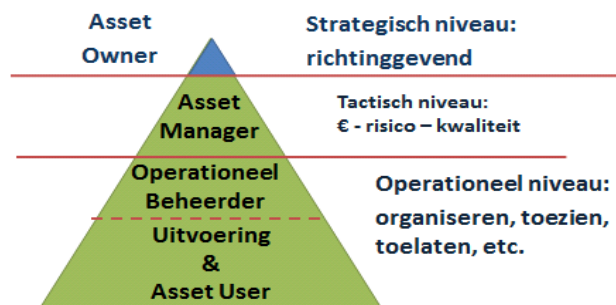 Asset
Owner
Strategisch niveau:
richtinggevend
Asset
Manager
Tactisch niveau:
€ - risico – kwaliteit
Operationeel
Beheerder
Operationeel niveau:
organiseren, toezien,
toelaten, etc.
Uitvoering
&
Asset User